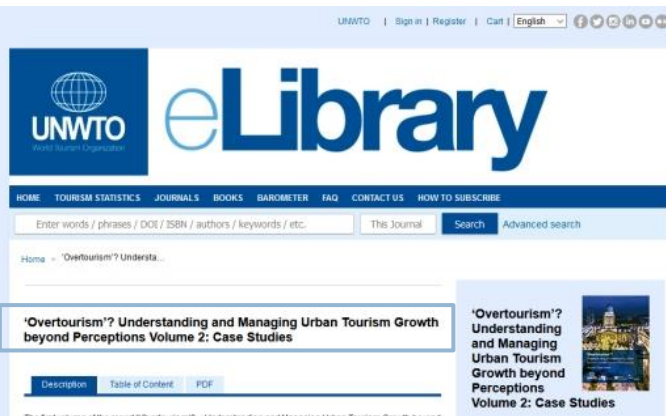 UNWTO | Sign in | Register | Cart | English
UNWTO
World Tourism Organization
eLibrary
HOME TOURISM STATISTICS JOURNALS BOOKS BAROMETER FAQ CONTACT US HOW TO SUBSCRIBE
Enter words / phrases / DOI / ISBN / authors / keywords / etc. This Journal Search Advanced search
Home » 'Overtourism'? Understa...
'Overtourism'? Understanding and Managing Urban Tourism Growth
beyond Perceptions Volume 2: Case Studies
Description Table of Content PDF
'Overtourism'?
Understanding
and Managing
Urban Tourism
Growth beyond
Perceptions
Volume 2: Case Studies